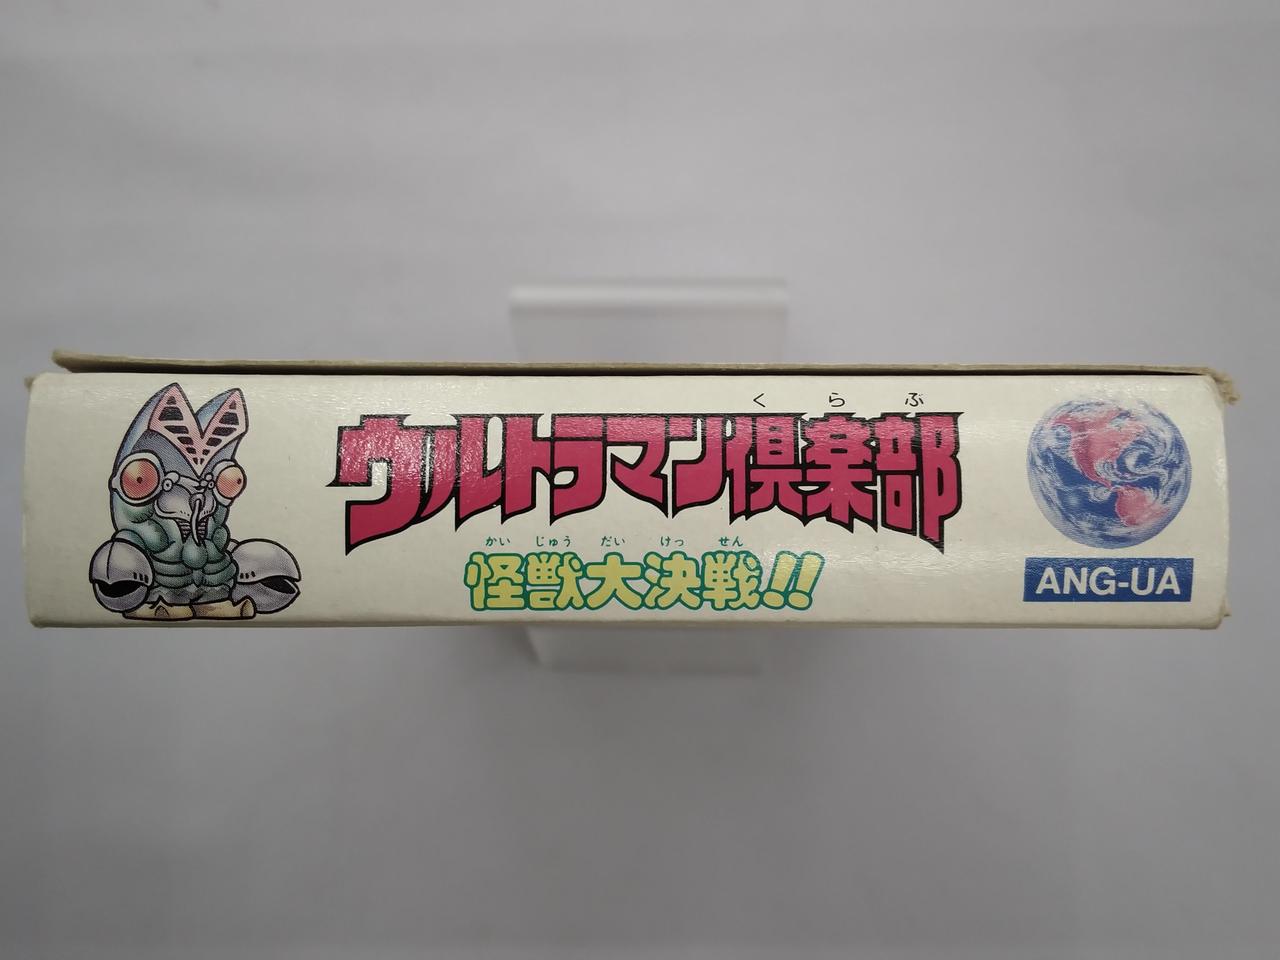 くらぶ
ウルトラマン倶楽部
かいじゅうだいけっせん
怪獣大決戦!!
ANG-UA